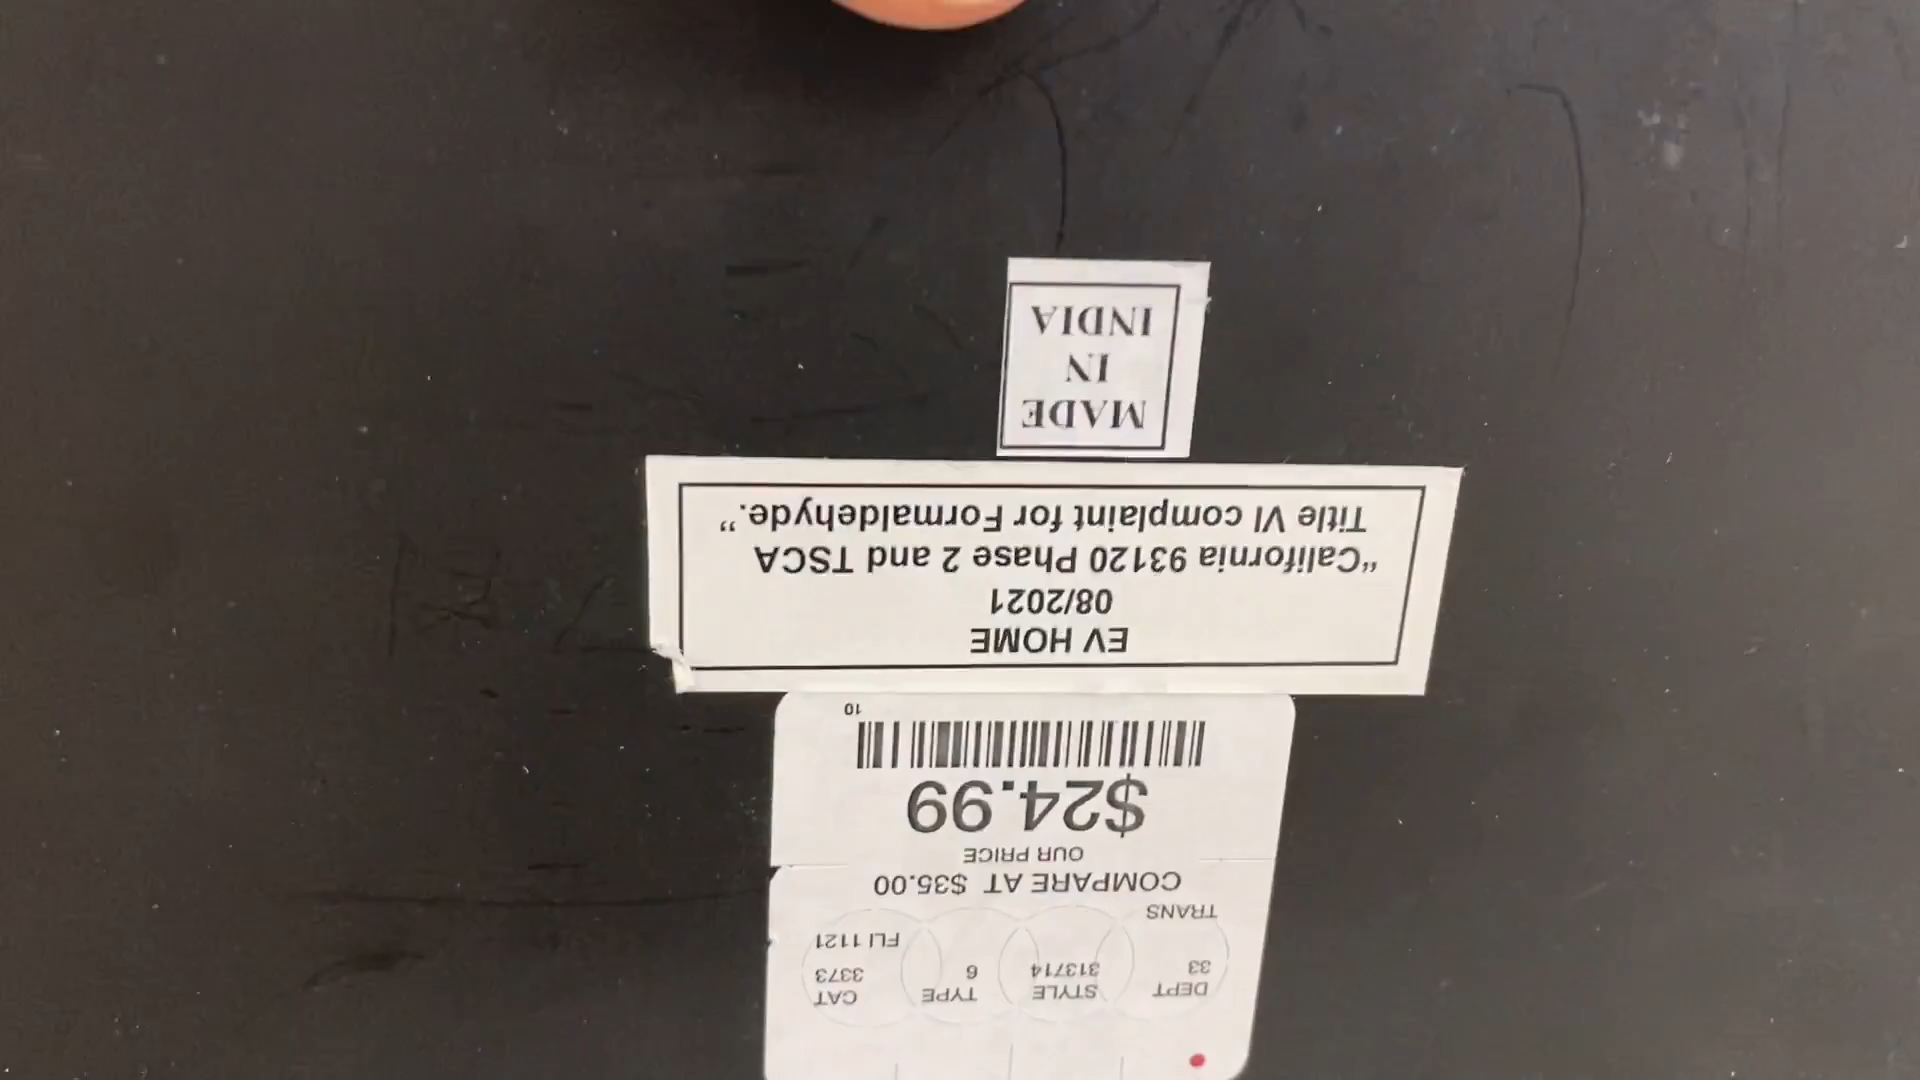 DEPT STYLE TYPE CAT
33 313714 6 3373
FLI 1121
TRANS
COMPARE AT $35.00
OUR PRICE
$24.99
10
EV HOME
08/2021
"California 93120 Phase 2 and TSCA
Title VI complaint for Formaldehyde."
MADE
IN
INDIA